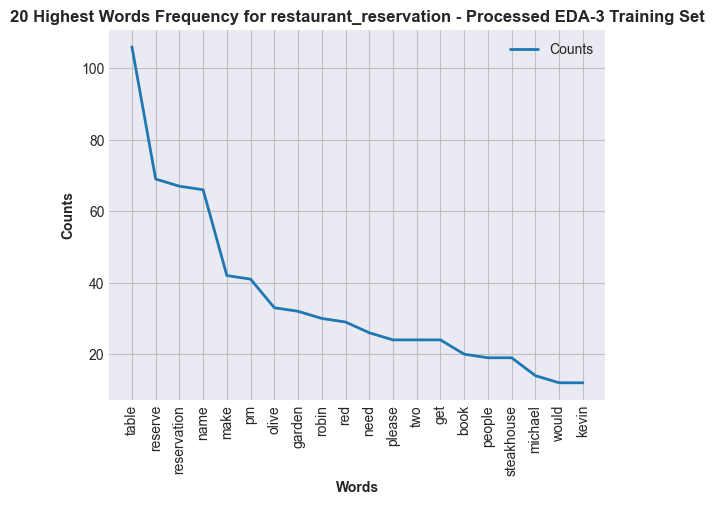 20 Highest Words Frequency for restaurant_reservation - Processed EDA-3 Training Set
Counts
100
80
60
40
20
Counts
table
reserve
reservation
name
make
pm
olive
garden
robin
red
need
please
two
get
book
people
steakhouse
michael
would
kevin
Words